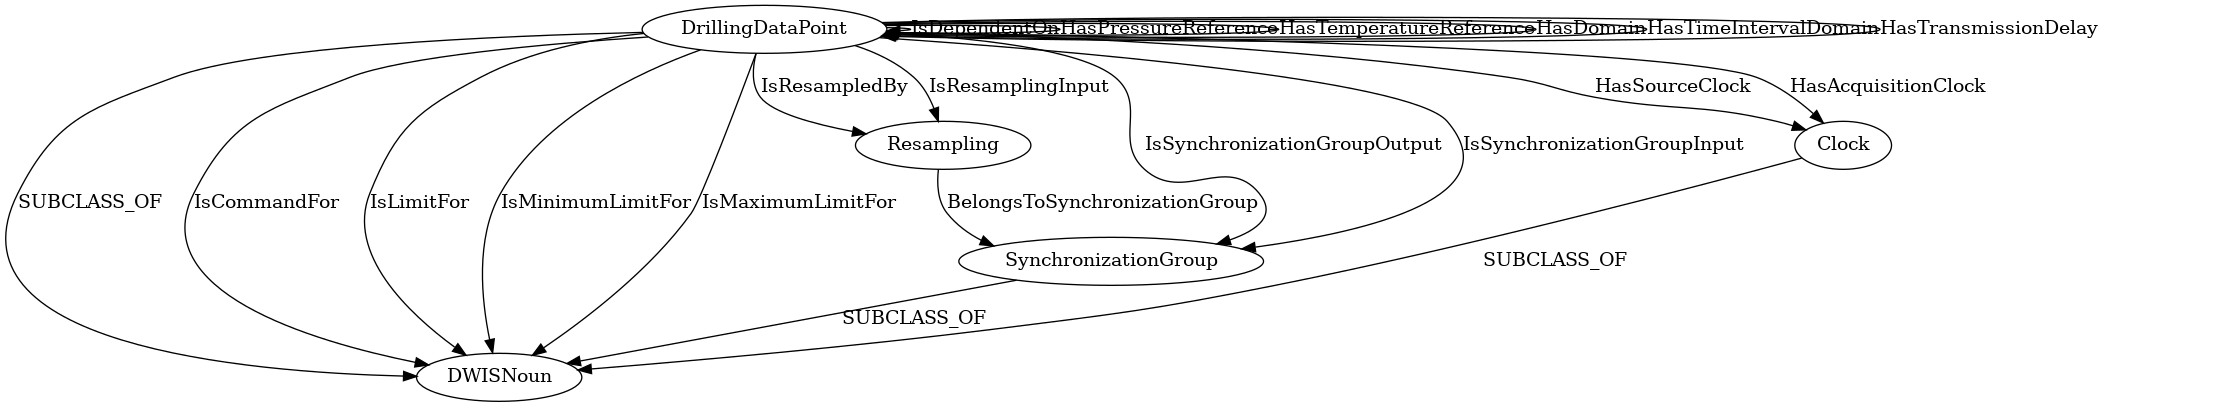 DrillingDataPoint
IsDependentOn
HasPressureReference
HasTemperatureReference
HasDomain
HasTimeIntervalDomain
HasTransmissionDelay
IsResampledBy
IsResamplingInput
HasSourceClock
HasAcquisitionClock
Resampling
IsSynchronizationGroupOutput
IsSynchronizationGroupInput
Clock
SUBCLASS_OF
IsCommandFor
IsLimitFor
IsMinimumLimitFor
IsMaximumLimitFor
BelongsToSynchronizationGroup
SynchronizationGroup
SUBCLASS_OF
SUBCLASS_OF
DWISNoun